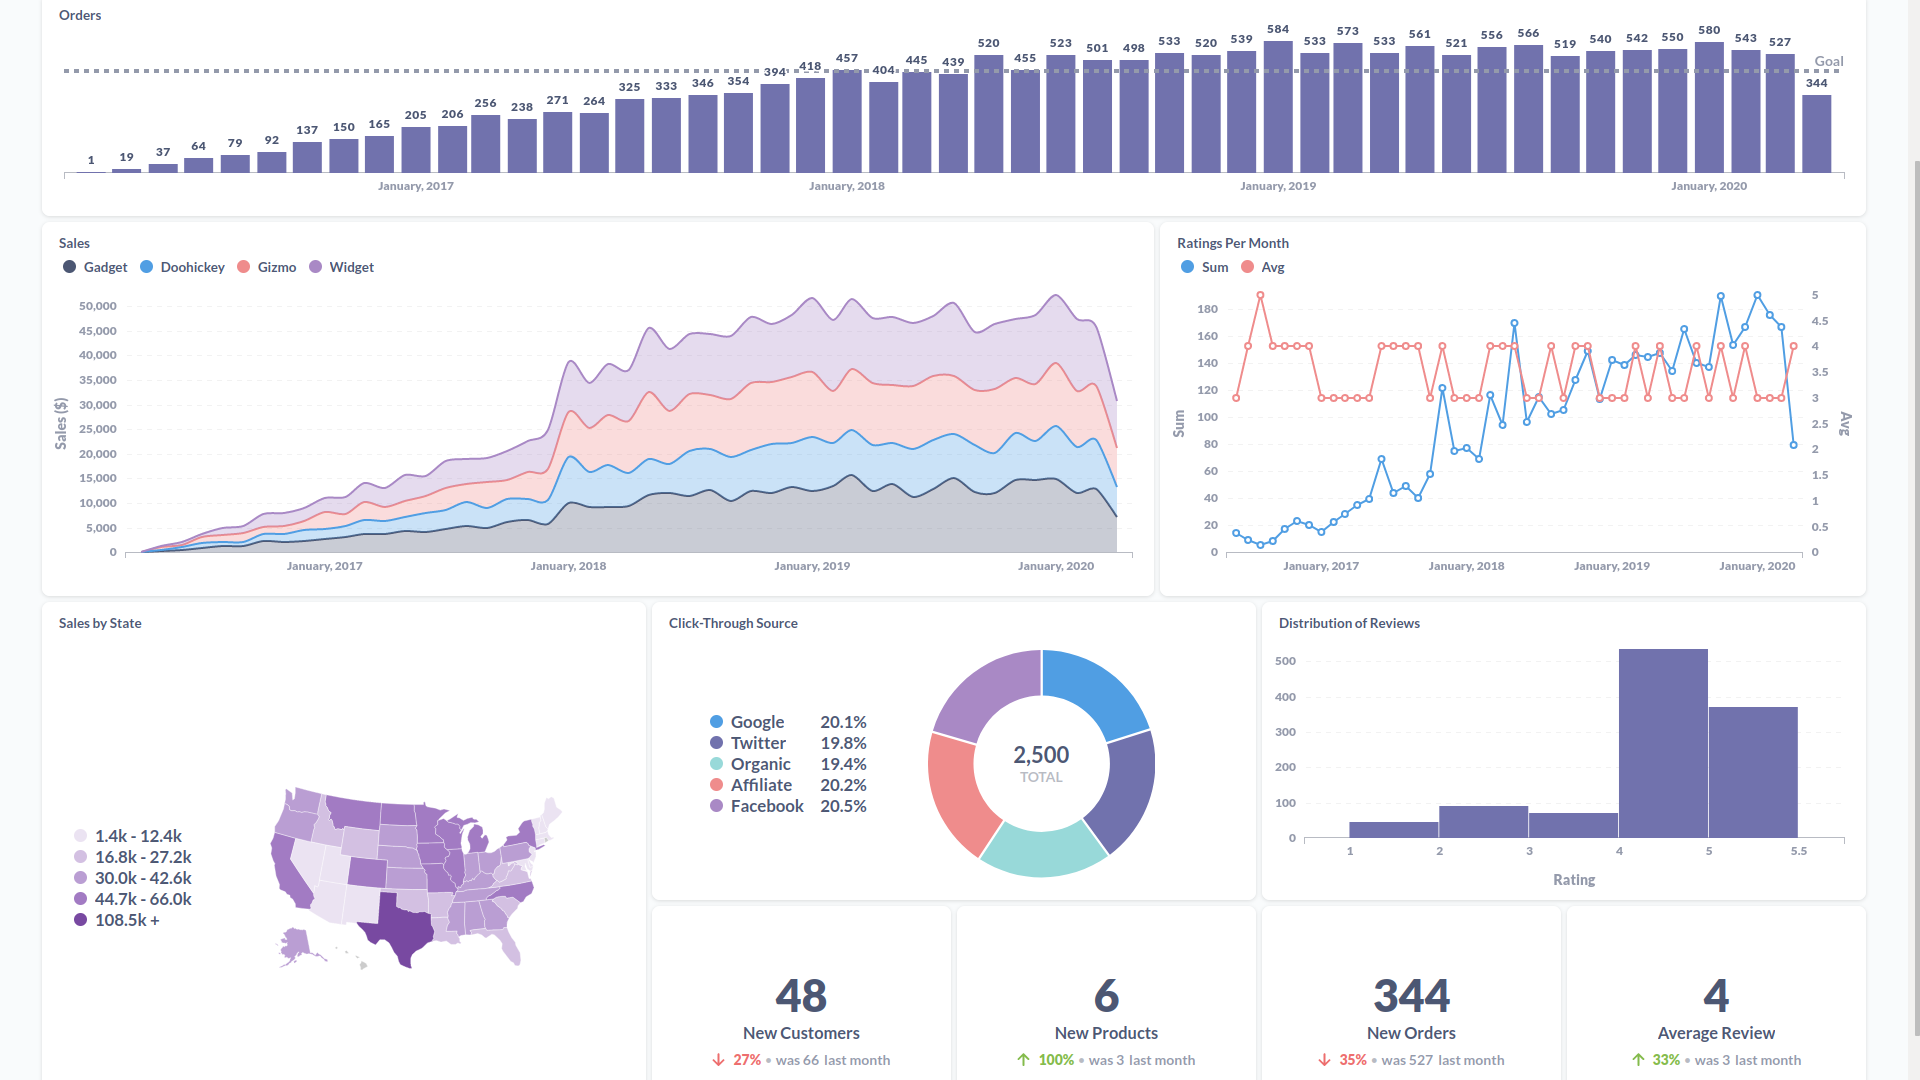 Orders
1 19 37 64 79 92 137 150 165 205 206 256 238 271 264 325 333 346 354 394 418 457 404 445 439 520 455 523 501 498 533 520 539 584 533 573 533 561 521 556 566 519 540 542 550 580 543 527 344
Goal
January, 2017 January, 2018 January, 2019 January, 2020
Sales
Gadget Doohickey Gizmo Widget
50,000
45,000
40,000
35,000
30,000
25,000
20,000
15,000
10,000
5,000
0
Sales ($)
January, 2017 January, 2018 January, 2019 January, 2020
Ratings Per Month
Sum Avg
180
160
140
120
100
80
60
40
20
0
Sum
5
4.5
4
3.5
3
2.5
2
1.5
1
0.5
0
Avg
January, 2017 January, 2018 January, 2019 January, 2020
Sales by State
1.4k - 12.4k
16.8k - 27.2k
30.0k - 42.6k
44.7k - 66.0k
108.5k +
Click-Through Source
Google 20.1%
Twitter 19.8%
Organic 19.4%
Affiliate 20.2%
Facebook 20.5%
2,500
TOTAL
Distribution of Reviews
500
400
300
200
100
0
1 2 3 4 5 5.5
Rating
48
New Customers
27% • was 66 last month
6
New Products
100% • was 3 last month
344
New Orders
35% • was 527 last month
4
Average Review
33% • was 3 last month